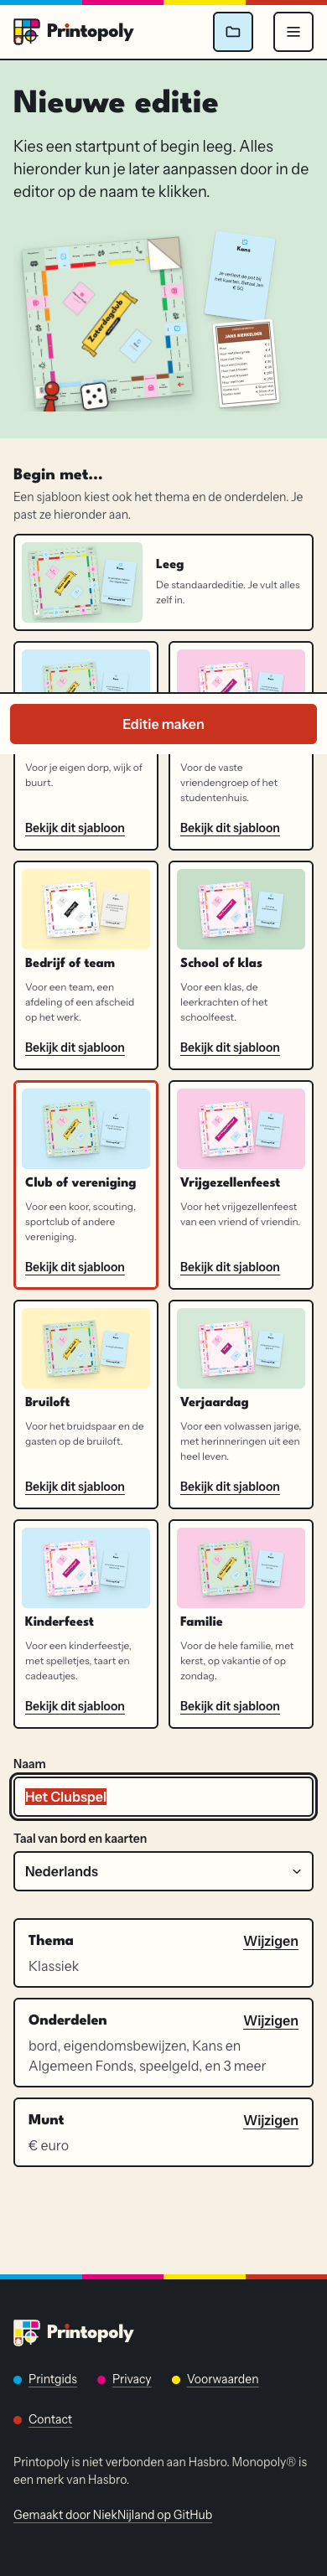 Printopoly
Nieuwe editie
Kies een startpunt of begin leeg. Alles
hieronder kun je later aanpassen door in de
editor op de naam te klikken.
Zaterdagclub
Kans
Begin met...
Een sjabloon kiest ook het thema en de onderdelen. Je
past ze hieronder aan.
Leeg
De standaardeditie. Je vult alles
zelf in.
Editie maken
Voor je eigen dorp, wijk of
buurt.
Bekijk dit sjabloon
Voor de vaste
vriendengroep of het
studentenhuis.
Bekijk dit sjabloon
Bedrijf of team
Voor een team, een
afdeling of een afscheid
op het werk.
Bekijk dit sjabloon
School of klas
Voor een klas, de
leerkrachten of het
schoolfeest.
Bekijk dit sjabloon
Club of vereniging
Voor een koor, scouting,
sportclub of andere
vereniging.
Bekijk dit sjabloon
Vrijgezellenfeest
Voor het vrijgezellenfeest
van een vriend of vriendin.
Bekijk dit sjabloon
Bruiloft
Voor het bruidspaar en de
gasten op de bruiloft.
Bekijk dit sjabloon
Verjaardag
Voor een volwassen jarige,
met herinneringen uit een
heel leven.
Bekijk dit sjabloon
Kinderfeest
Voor een kinderfeestje,
met spelletjes, taart en
cadeautjes.
Bekijk dit sjabloon
Familie
Voor de hele familie, met
kerst, op vakantie of op
zondag.
Bekijk dit sjabloon
Naam
Het Clubspel
Taal van bord en kaarten
Nederlands
Thema
Wijzigen
Klassiek
Onderdelen
Wijzigen
bord, eigendomsbewijzen, Kans en
Algemeen Fonds, speelgeld, en 3 meer
Munt
Wijzigen
€ euro
Printopoly
Printgids
Privacy
Voorwaarden
Contact
Printopoly is niet verbonden aan Hasbro. Monopoly® is
een merk van Hasbro.
Gemaakt door NiekNijland op GitHub